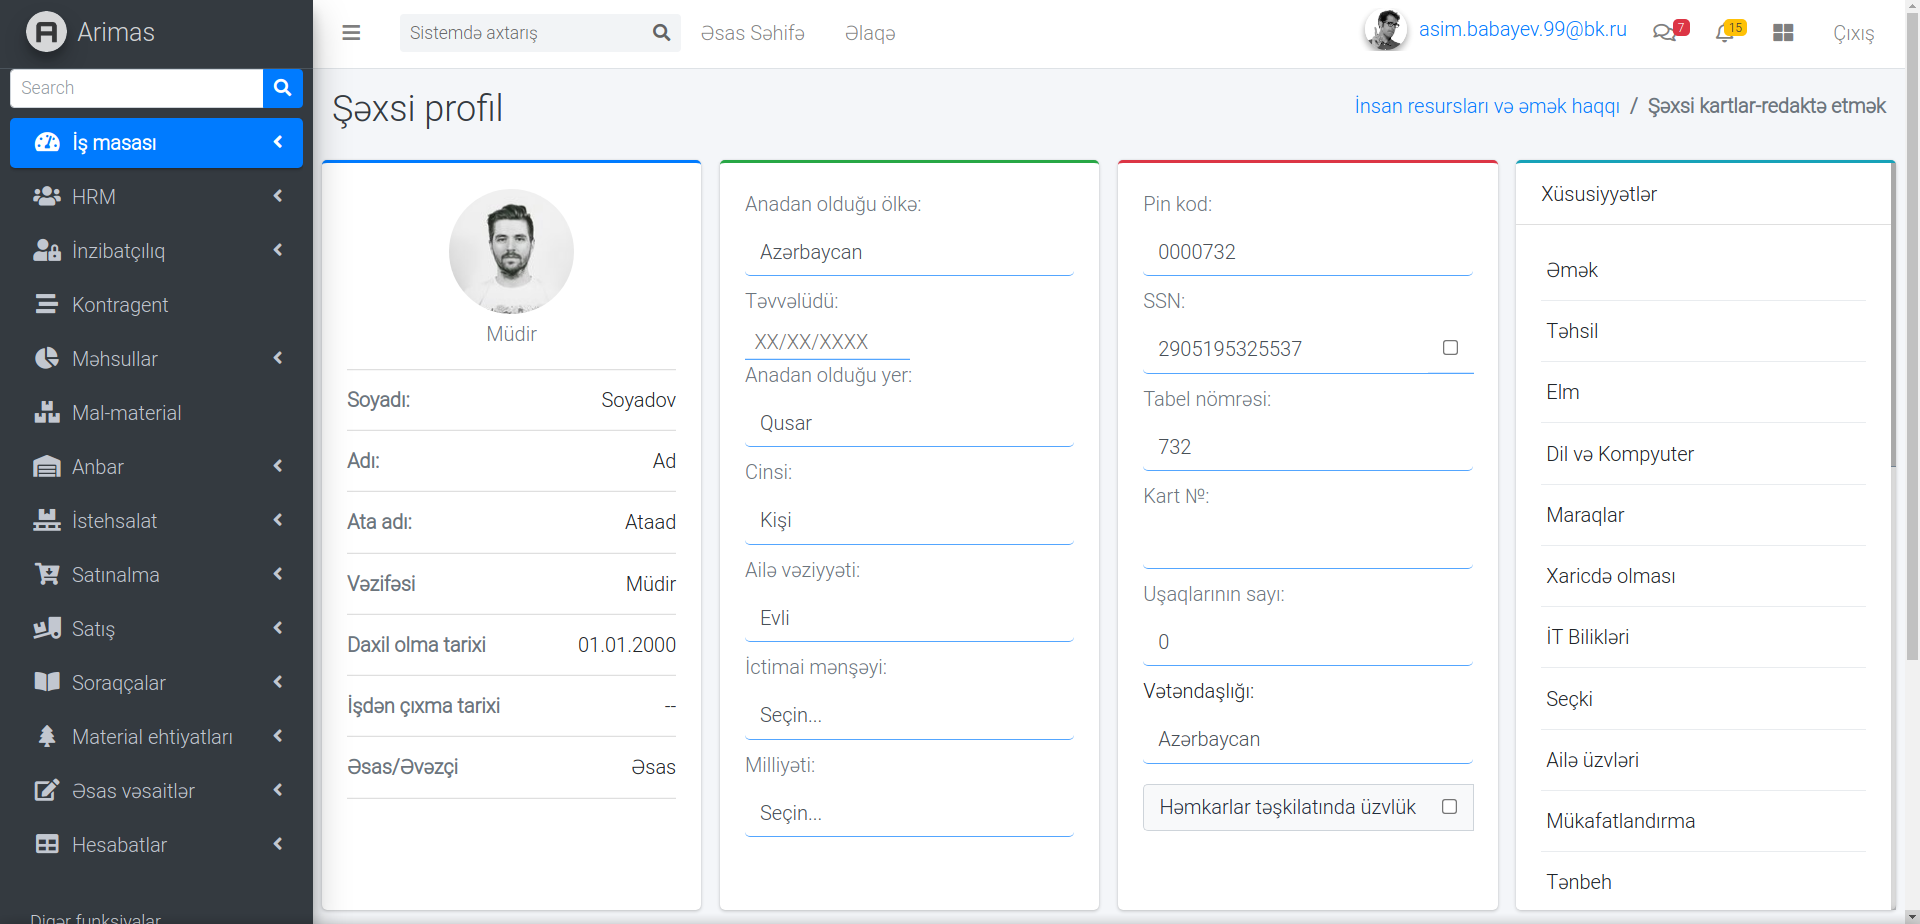 Arimas
Search
İş masası
HRM
İnzibatçılıq
Kontragent
Məhsullar
Mal-material
Anbar
İstehsalat
Satınalma
Satış
Soraqçalar
Material ehtiyatları
Əsas vəsaitlər
Hesabatlar
Digər funksiyalar
Sistemdə axtarış
Əsas Səhifə
Əlaqə
asim.babayev.99@bk.ru
7
15
Çıxış
Şəxsi profil
İnsan resursları və əmək haqqı / Şəxsi kartlar-redaktə etmək
Müdir
Soyadı: Soyadov
Adı: Ad
Ata adı: Ataad
Vəzifəsi Müdir
Daxil olma tarixi 01.01.2000
İşdən çıxma tarixi --
Əsas/Əvəzçi Əsas
Anadan olduğu ölkə:
Azərbaycan
Təvvəlüdü:
XX/XX/XXXX
Anadan olduğu yer:
Qusar
Cinsi:
Kişi
Ailə vəziyyəti:
Evli
İctimai mənşəyi:
Seçin...
Milliyəti:
Seçin...
Pin kod:
0000732
SSN:
2905195325537
Tabel nömrəsi:
732
Kart №:
Uşaqlarının sayı:
0
Vətəndaşlığı:
Azərbaycan
Həmkarlar təşkilatında üzvlük
Xüsusiyyətlər
Əmək
Təhsil
Elm
Dil və Kompyuter
Maraqlar
Xaricdə olması
İT Bilikləri
Seçki
Ailə üzvləri
Mükafatlandırma
Tənbeh